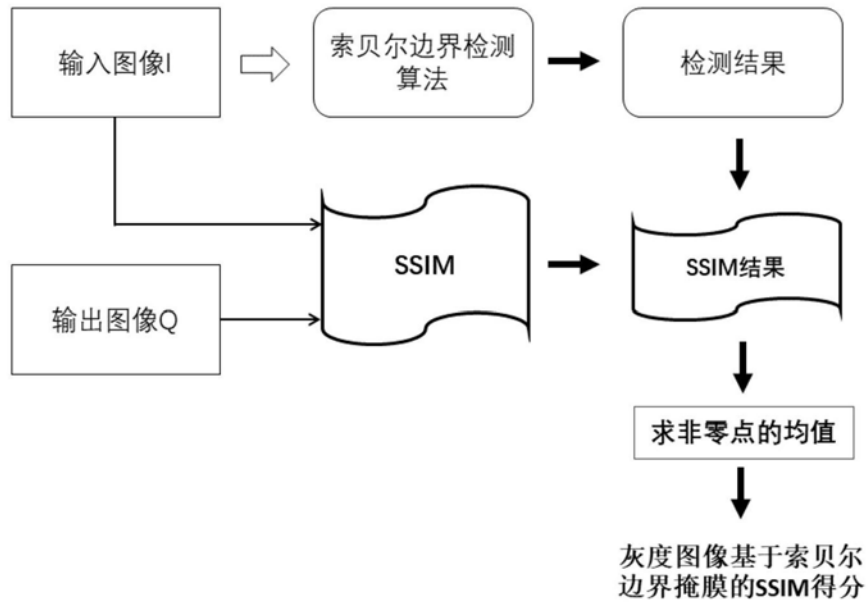 输入图像I
索贝尔边界检测
算法
检测结果
SSIM
SSIM结果
输出图像Q
求非零点的均值
灰度图像基于索贝尔
边界掩膜的SSIM得分